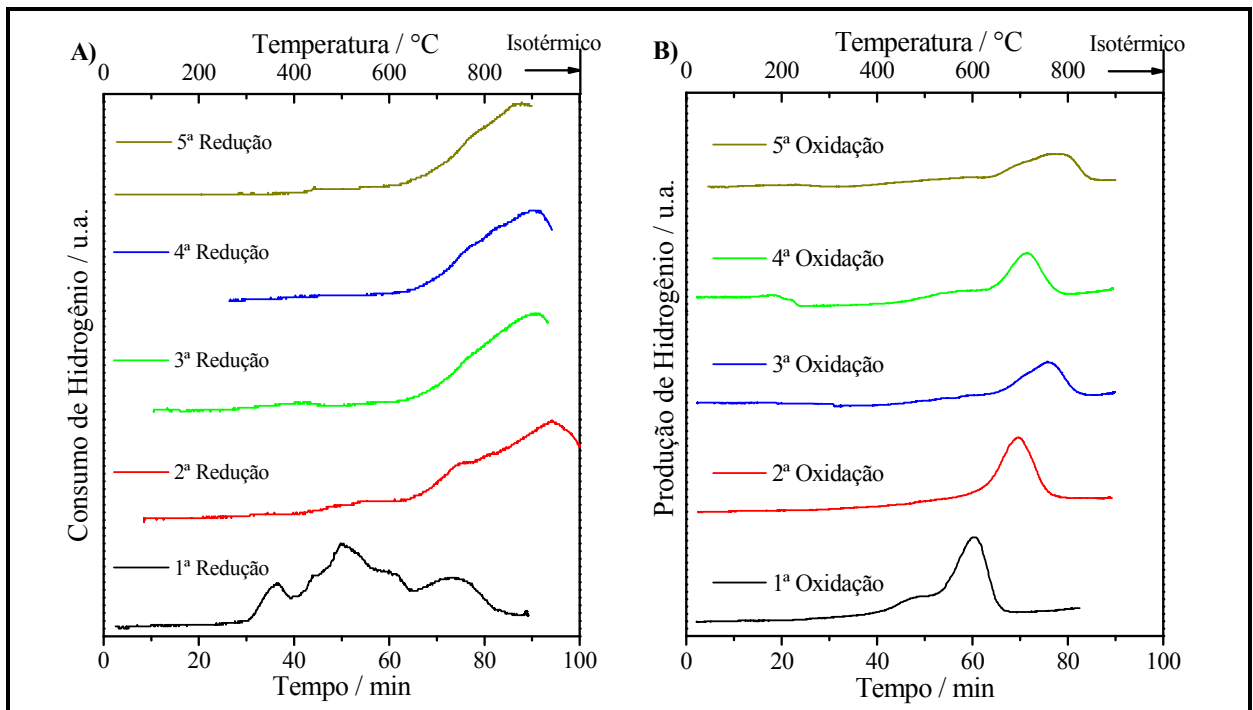 A)
Temperatura / °C
Isotérmico
0 200 400 600 800
5ª Redução
4ª Redução
3ª Redução
2ª Redução
1ª Redução
Consumo de Hidrogênio / u.a.
0 20 40 60 80 100
Tempo / min
B)
Temperatura / °C
Isotérmico
0 200 400 600 800
5ª Oxidação
4ª Oxidação
3ª Oxidação
2ª Oxidação
1ª Oxidação
Produção de Hidrogênio / u.a.
0 20 40 60 80 100
Tempo / min